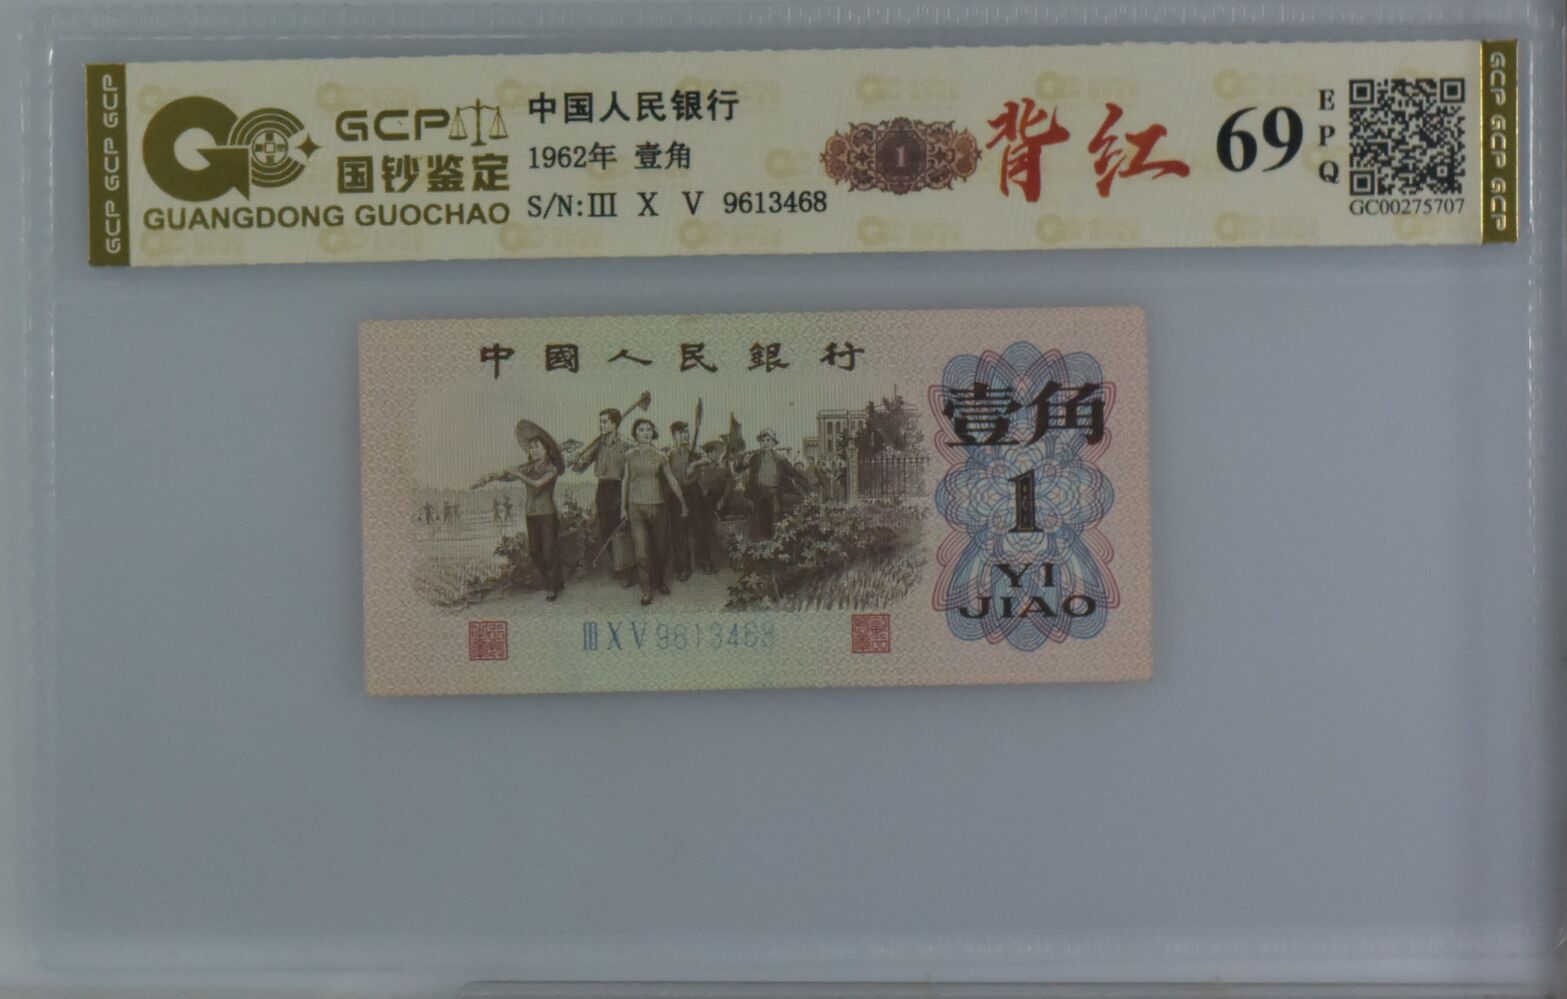 GCP GCP GCP
GCP
国钞鉴定
GUANGDONG GUOCHAO
中国人民银行
1962年 壹角
S/N:Ⅲ X V 9613468
1
背红
69
EPQ
GC00275707
GCP GCP GCP
中國人民銀行
壹角
1
YI
JIAO
Ⅲ X V 9613468